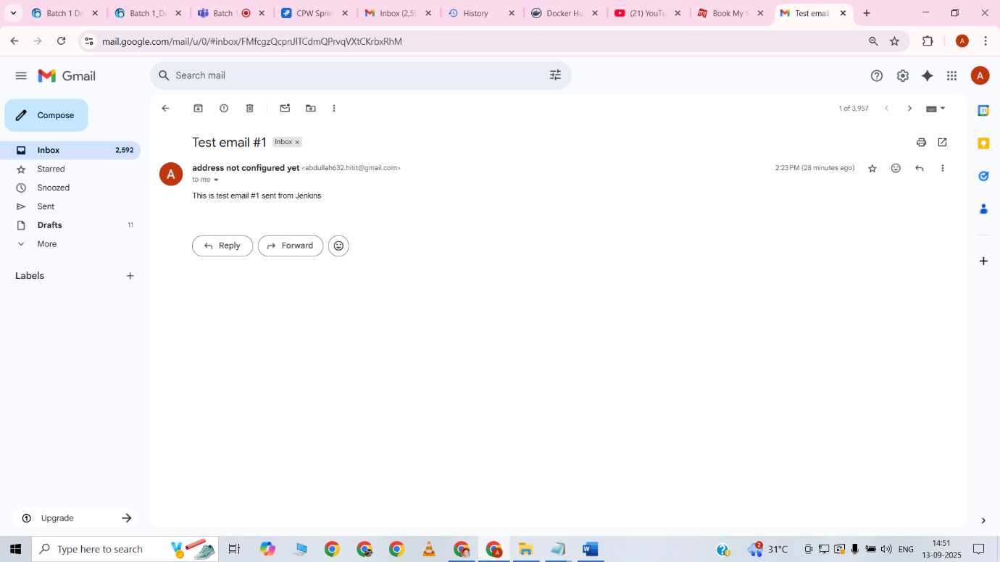 Batch 1 De
Batch 1_De
Batch 1
CPW Sprin
Inbox (2,59
History
Docker Hu
(21) YouTu
Book My S
Test email
mail.google.com/mail/u/0/#inbox/FMfcgzQcpnJlTCdmQPrvqVXtCKrbxRhM
A
Gmail
Search mail
A
Compose
1 of 3,957
31
Inbox 2,592
Starred
Snoozed
Sent
Drafts 11
More
Labels
Upgrade
Test email #1 Inbox ×
A
address not configured yet <abdullah632.hitit@gmail.com>
2:23 PM (28 minutes ago)
to me
This is test email #1 sent from Jenkins
Reply
Forward
Type here to search
A
W
2
31°C
ENG
14:51
13-09-2025